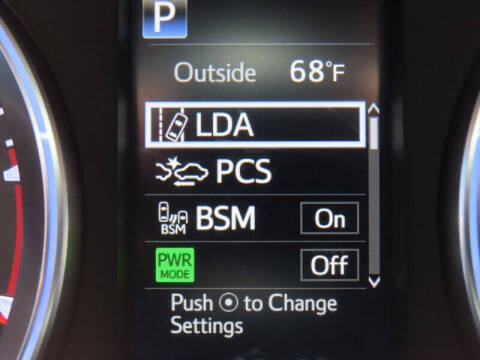 P
Outside 68°F
LDA
PCS
BSM BSM On
PWR MODE Off
Push to Change
Settings